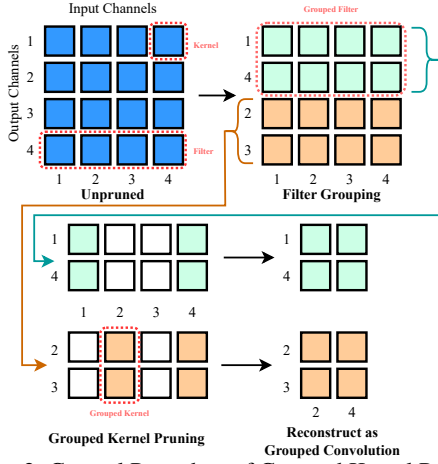 Input Channels
Output Channels
1
2
3
4
Kernel
Filter
1 2 3 4
Unpruned
Grouped Filter
1
4
2
3
1 2 3 4
Filter Grouping
1
4
1 2 3 4
2
3
Grouped Kernel
Grouped Kernel Pruning
1
4
2
3
2 4
Reconstruct as
Grouped Convolution